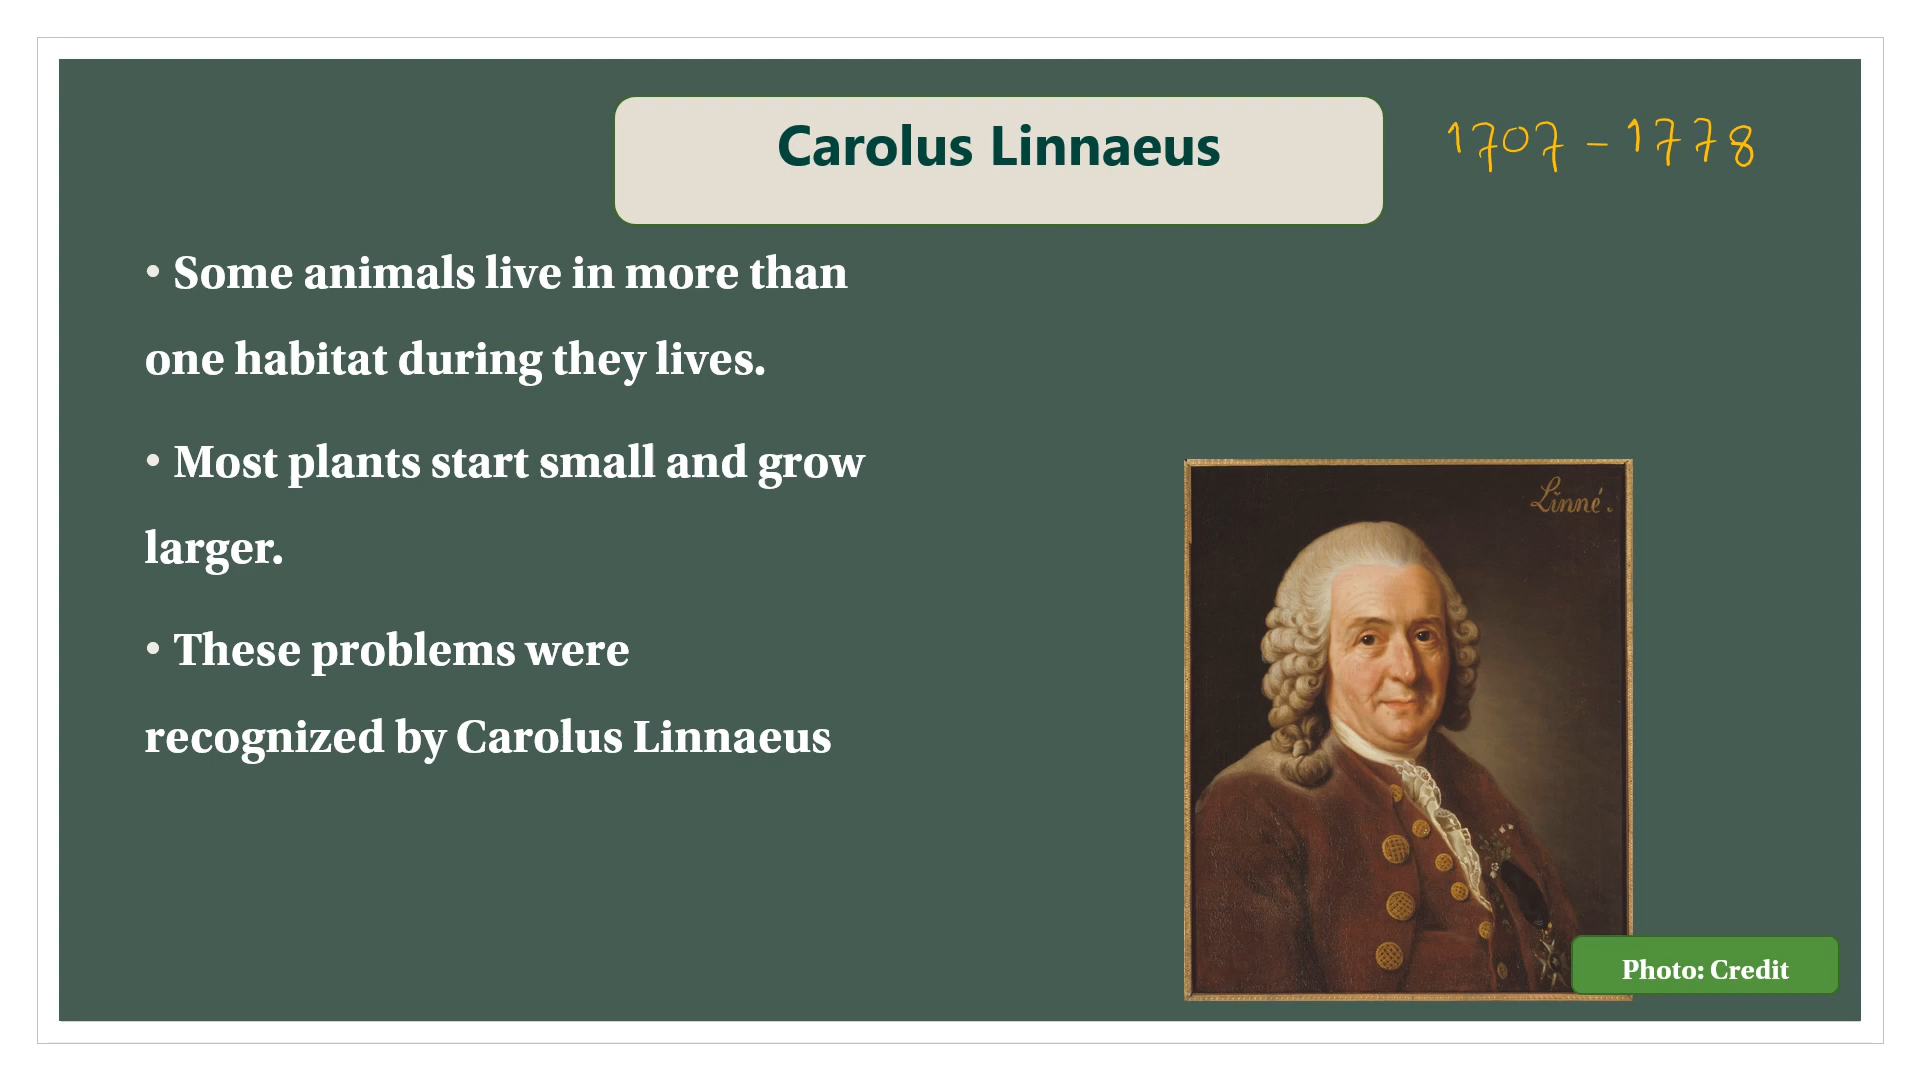 Carolus Linnaeus
1707 - 1778
• Some animals live in more than
one habitat during they lives.
• Most plants start small and grow
larger.
• These problems were
recognized by Carolus Linnaeus
Linné.
Photo: Credit